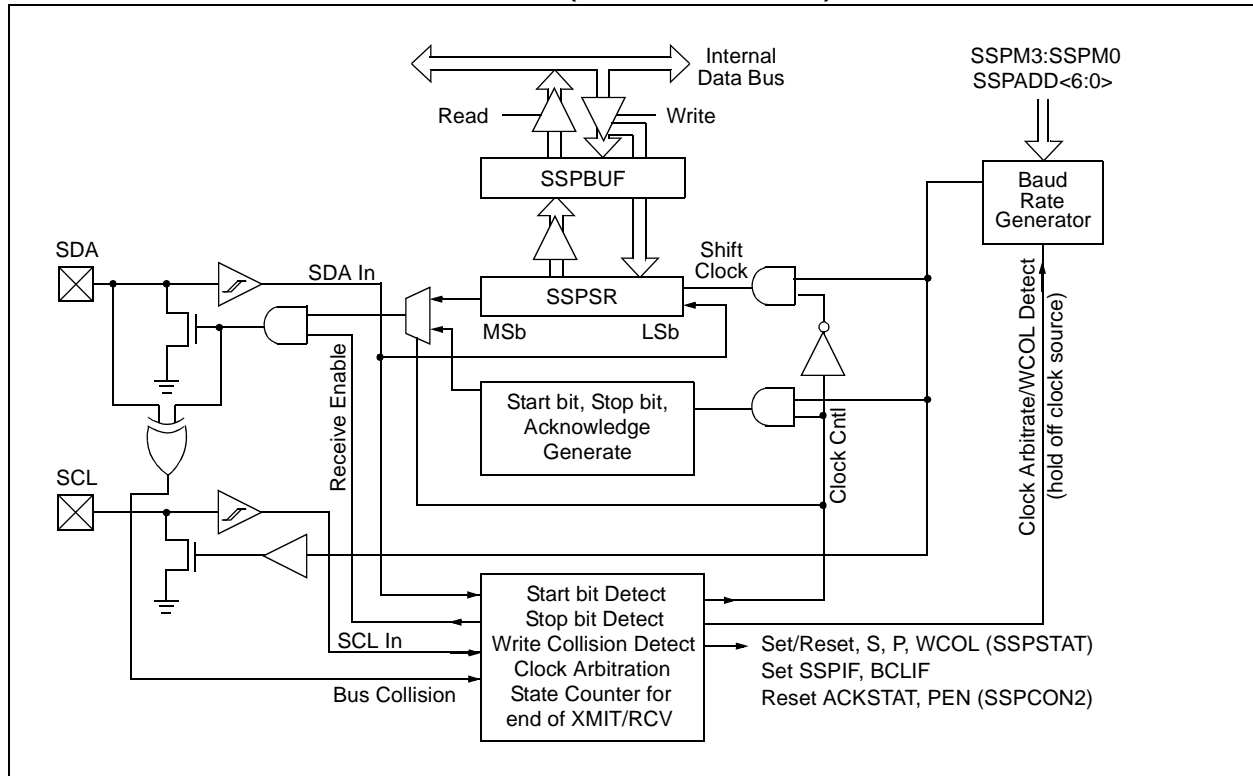 Internal
Data Bus
SSPM3:SSPM0
SSPADD<6:0>
Read
Write
SSPBUF
Baud
Rate
Generator
SDA
SDA In
Shift
Clock
SSPSR
MSb
LSb
Start bit, Stop bit,
Acknowledge
Generate
Receive Enable
Clock Cntl
Clock Arbitrate/WCOL Detect
(hold off clock source)
SCL
SCL In
Bus Collision
Start bit Detect
Stop bit Detect
Write Collision Detect
Clock Arbitration
State Counter for
end of XMIT/RCV
Set/Reset, S, P, WCOL (SSPSTAT)
Set SSPIF, BCLIF
Reset ACKSTAT, PEN (SSPCON2)